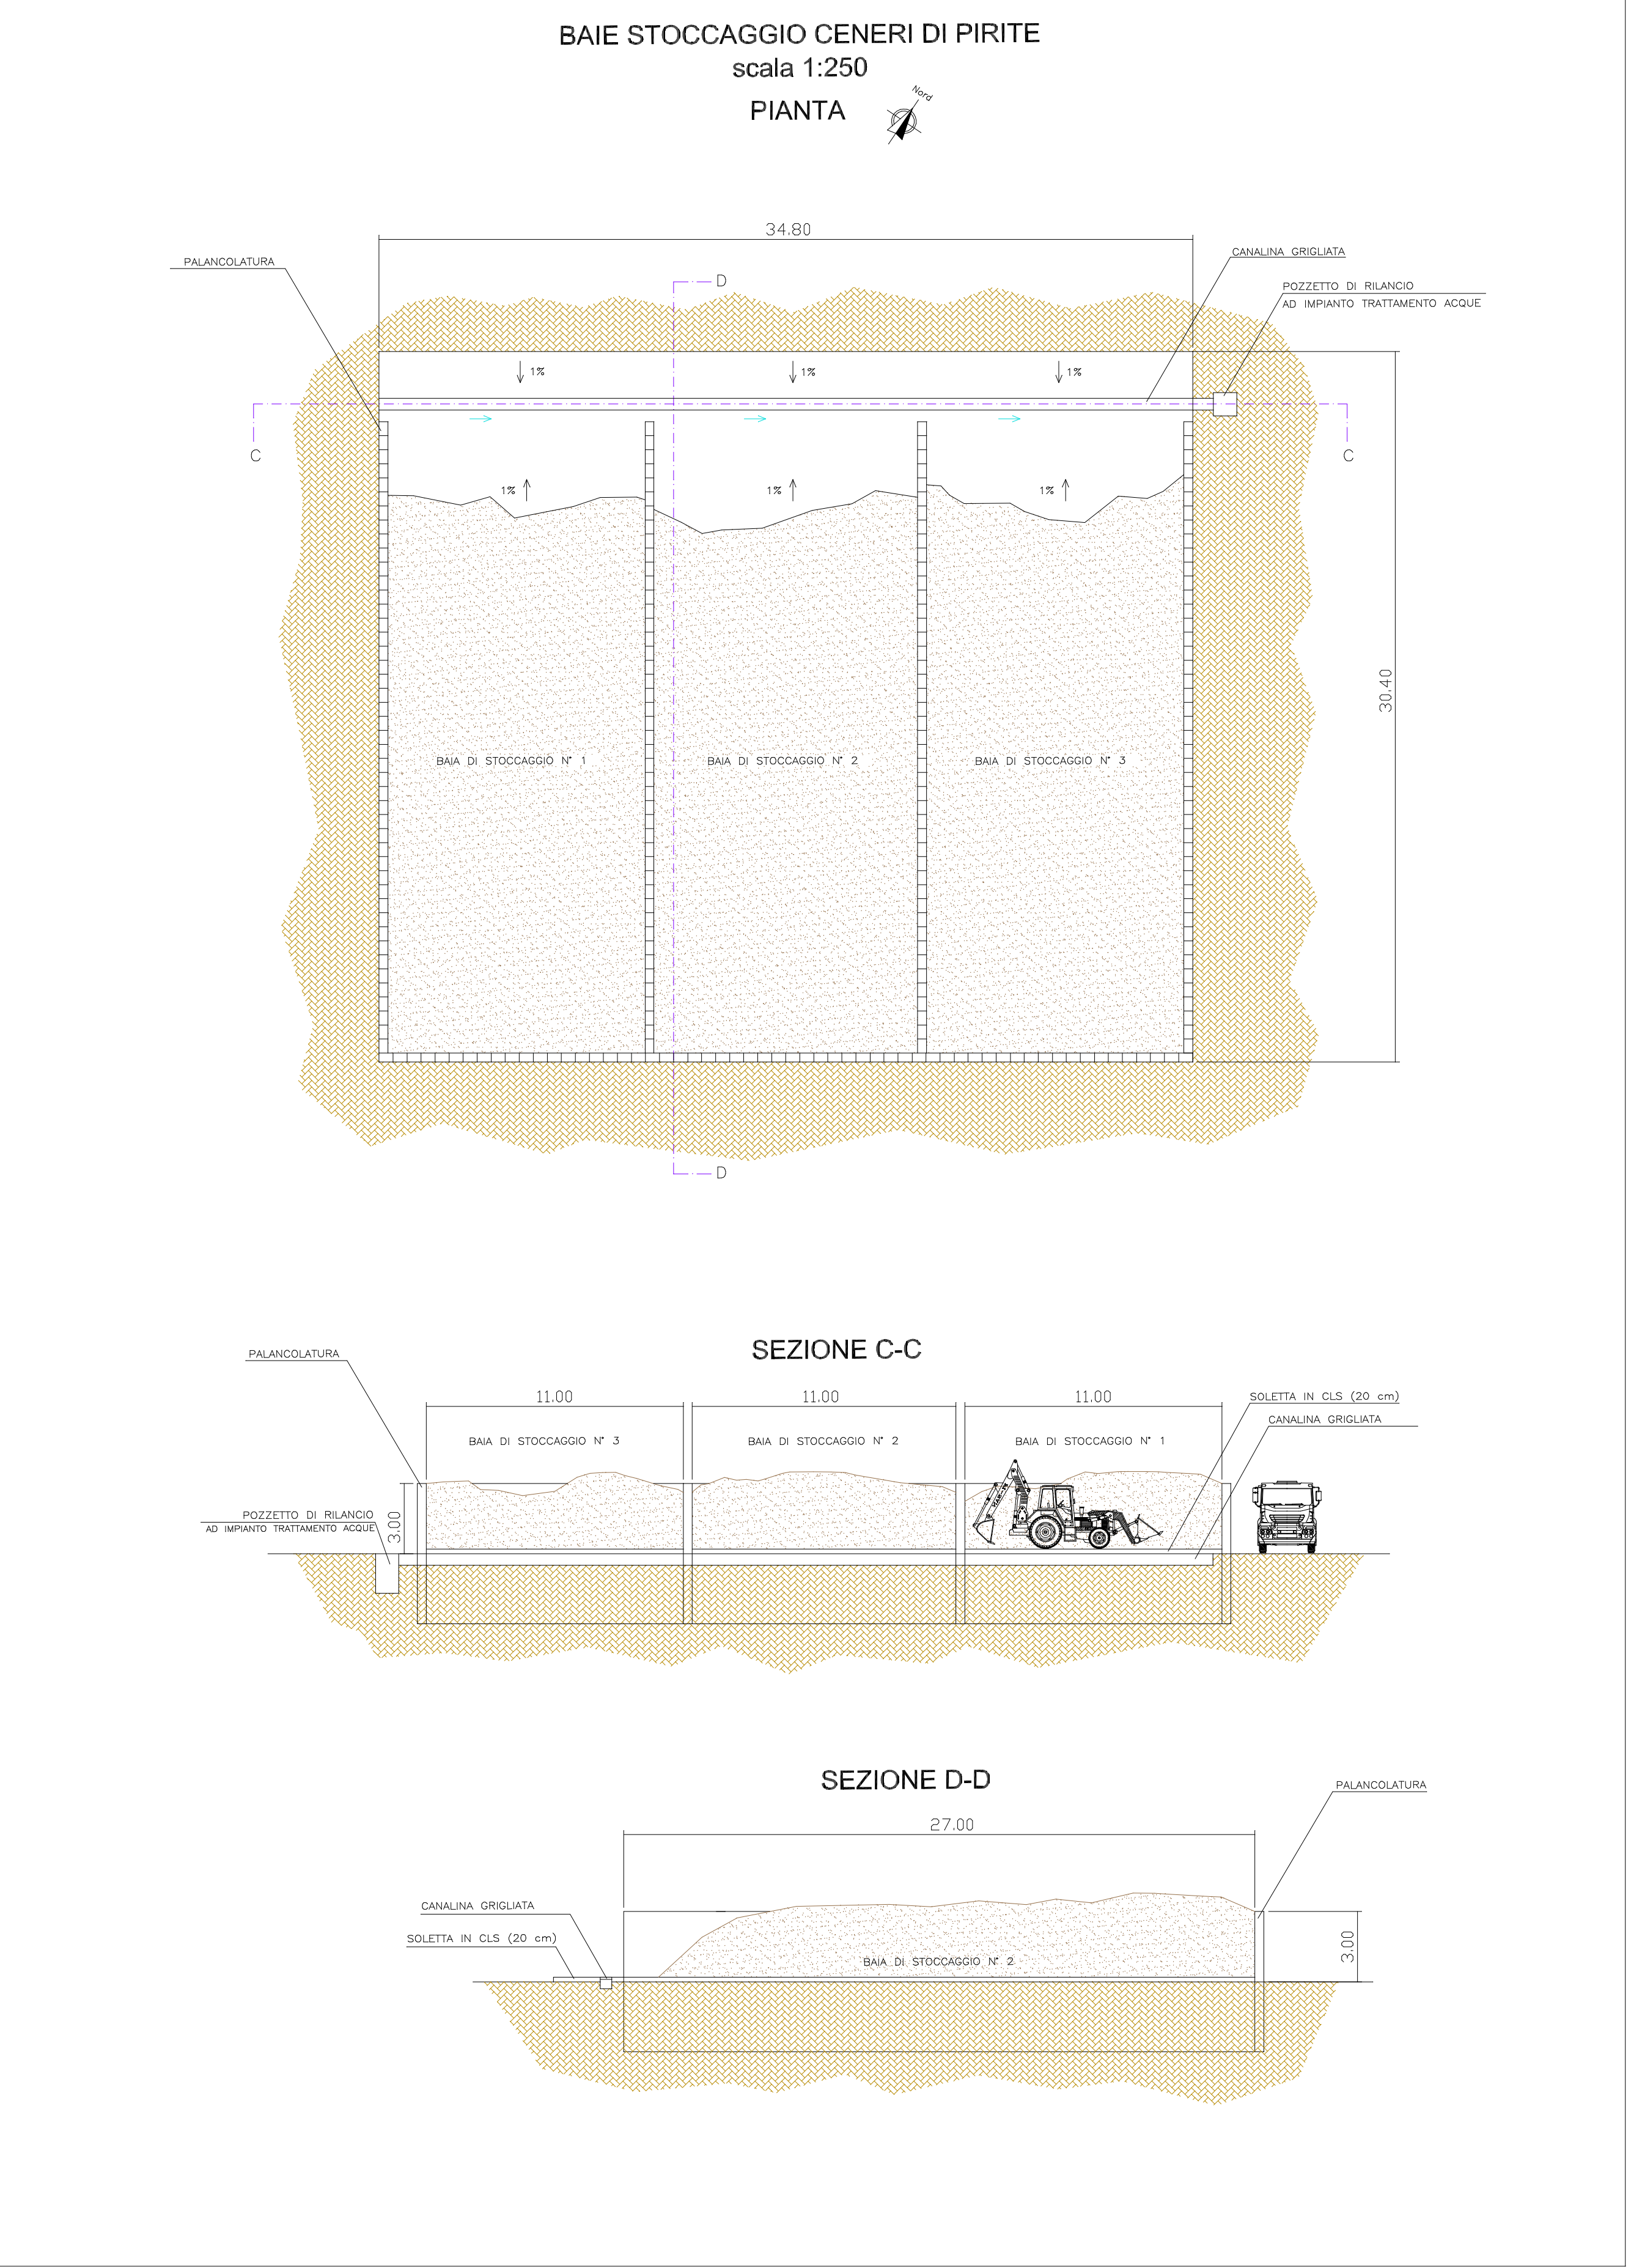 BAIE STOCCAGGIO CENERI DI PIRITE
scala 1:250
PIANTA
Nord
34.80
PALANCOLATURA
CANALINA GRIGLIATA
D
POZZETTO DI RILANCIO
AD IMPIANTO TRATTAMENTO ACQUE
1%
1%
1%
C
C
1%
1%
1%
30.40
BAIA DI STOCCAGGIO N° 1
BAIA DI STOCCAGGIO N° 2
BAIA DI STOCCAGGIO N° 3
D
SEZIONE C-C
PALANCOLATURA
11.00
11.00
11.00
SOLETTA IN CLS (20 cm)
CANALINA GRIGLIATA
BAIA DI STOCCAGGIO N° 3
BAIA DI STOCCAGGIO N° 2
BAIA DI STOCCAGGIO N° 1
POZZETTO DI RILANCIO
AD IMPIANTO TRATTAMENTO ACQUE
3.00
SEZIONE D-D
PALANCOLATURA
27.00
CANALINA GRIGLIATA
SOLETTA IN CLS (20 cm)
BAIA DI STOCCAGGIO N° 2
3.00